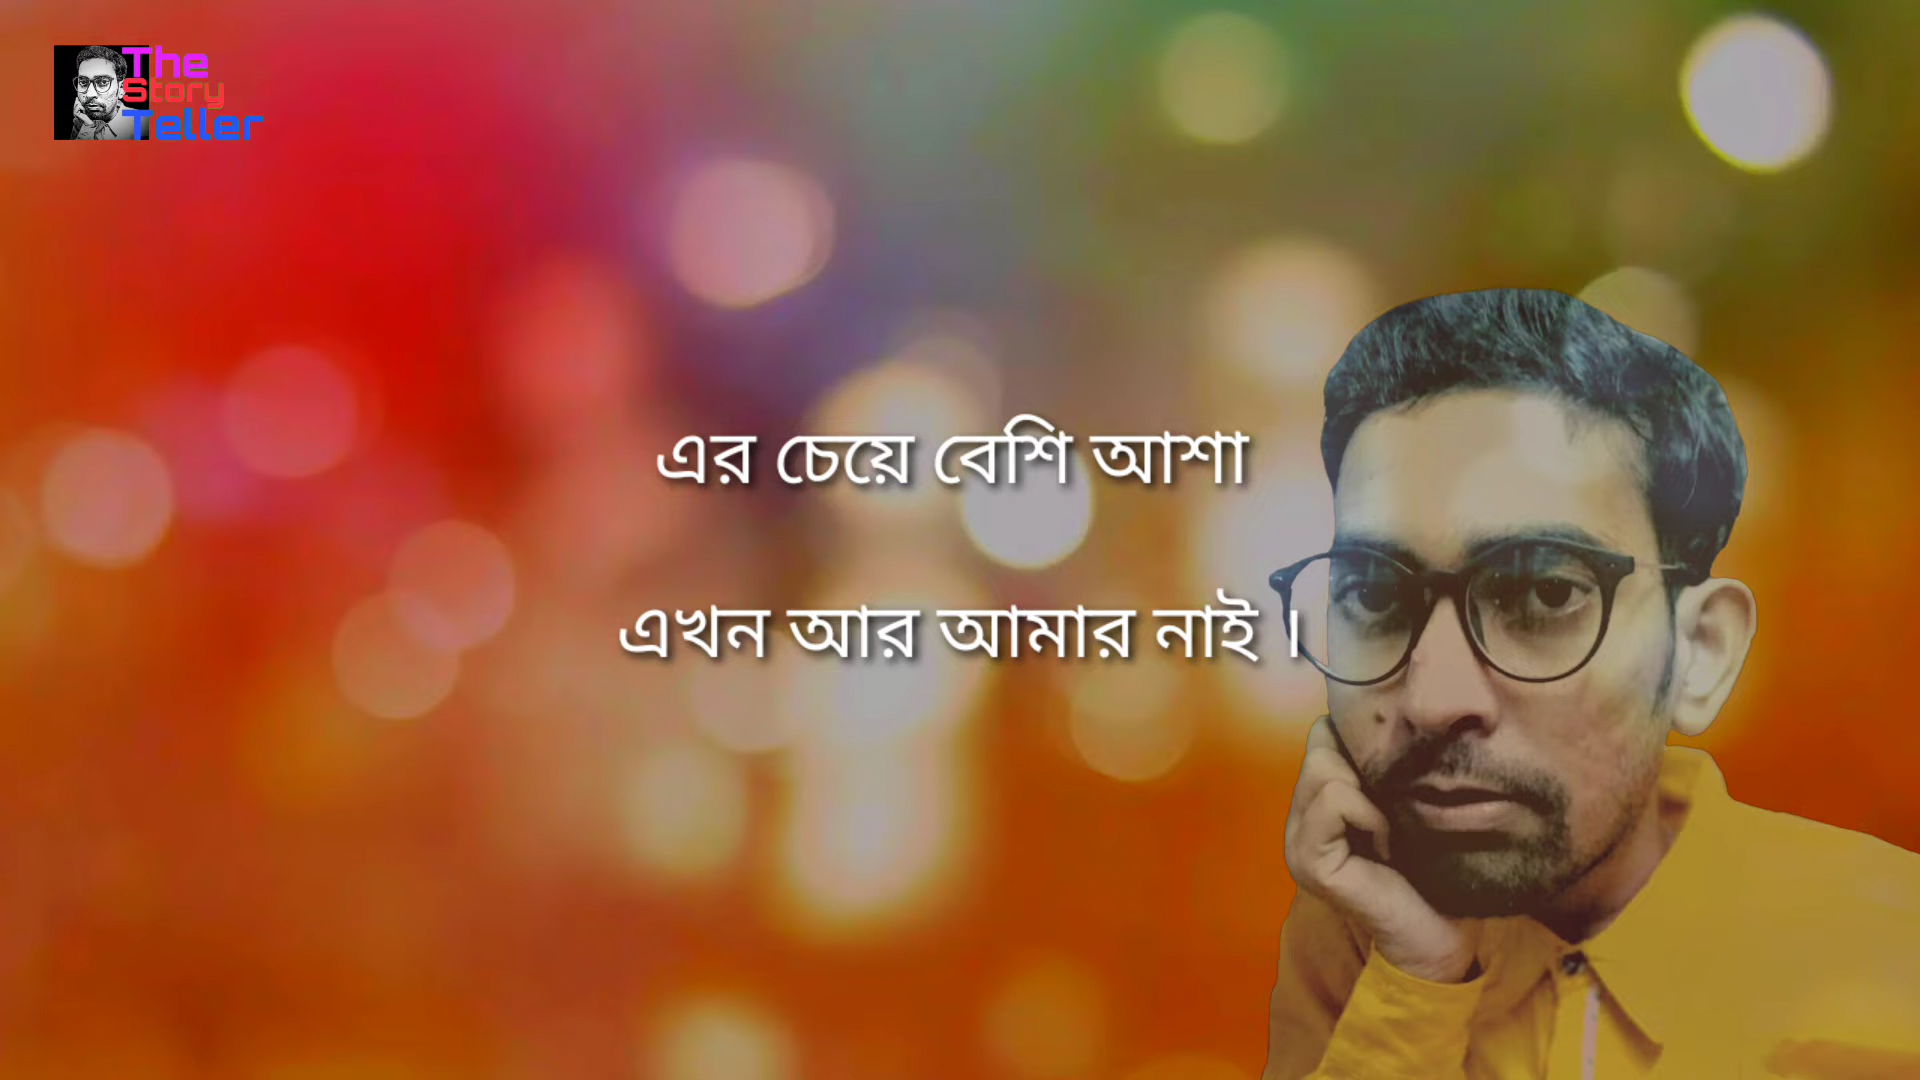 The
Story
Teller
এর চেয়ে বেশি আশা
এখন আর আমার নাই ।